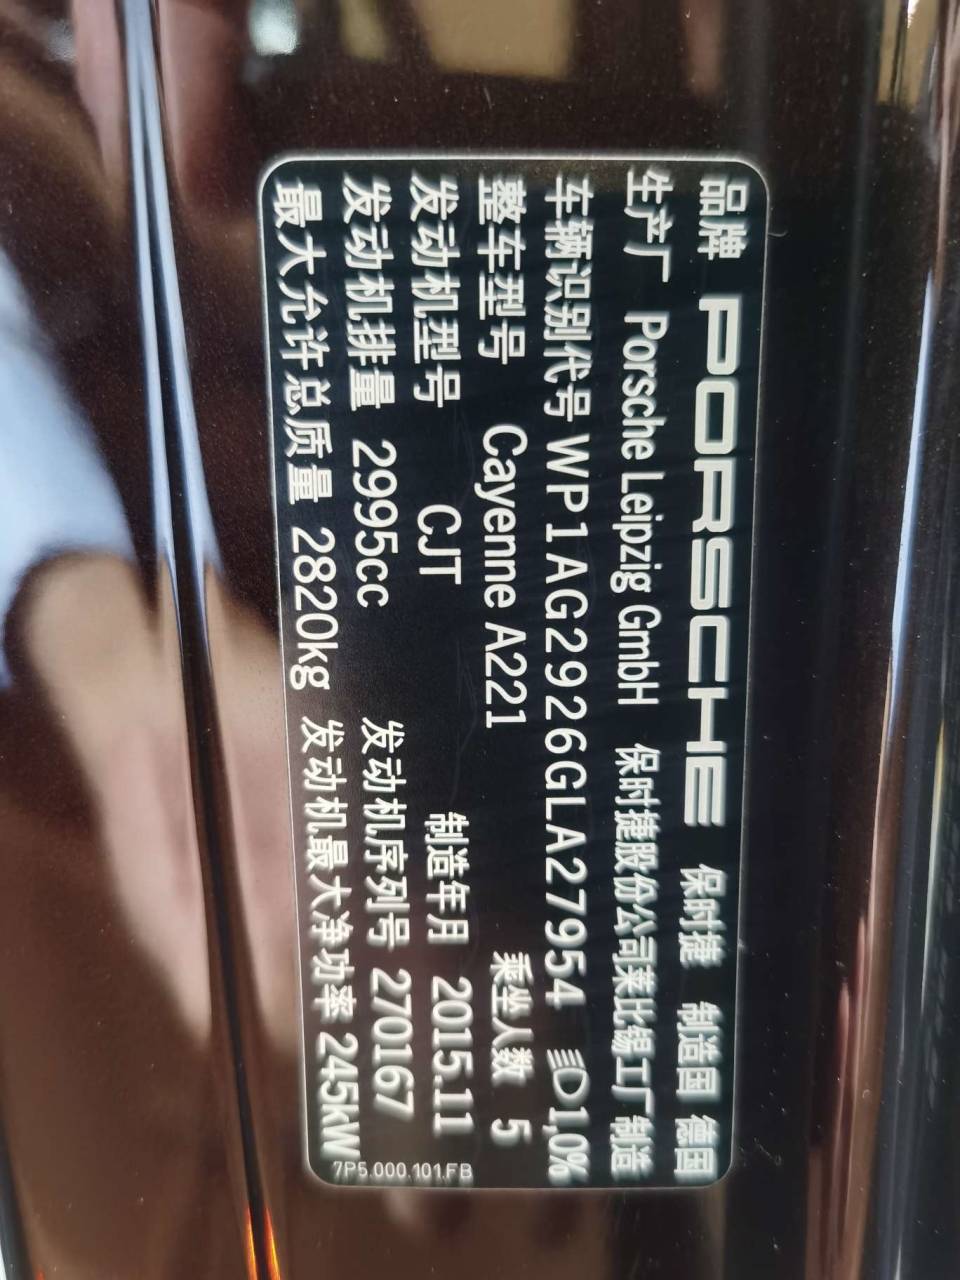 品牌 PORSCHE 保时捷 制造国 德国
生产厂 Porsche Leipzig GmbH 保时捷股份公司莱比锡工厂制造
车辆识别代号 WP1AG2926GLA27954 1,0%
整车型号 Cayenne A221 乘坐人数 5
发动机型号 CJT 制造年月 2015.11
发动机排量 2995cc 发动机序列号 270167
最大允许总质量 2820kg 发动机最大净功率 245kW
7P5.000.101.FB